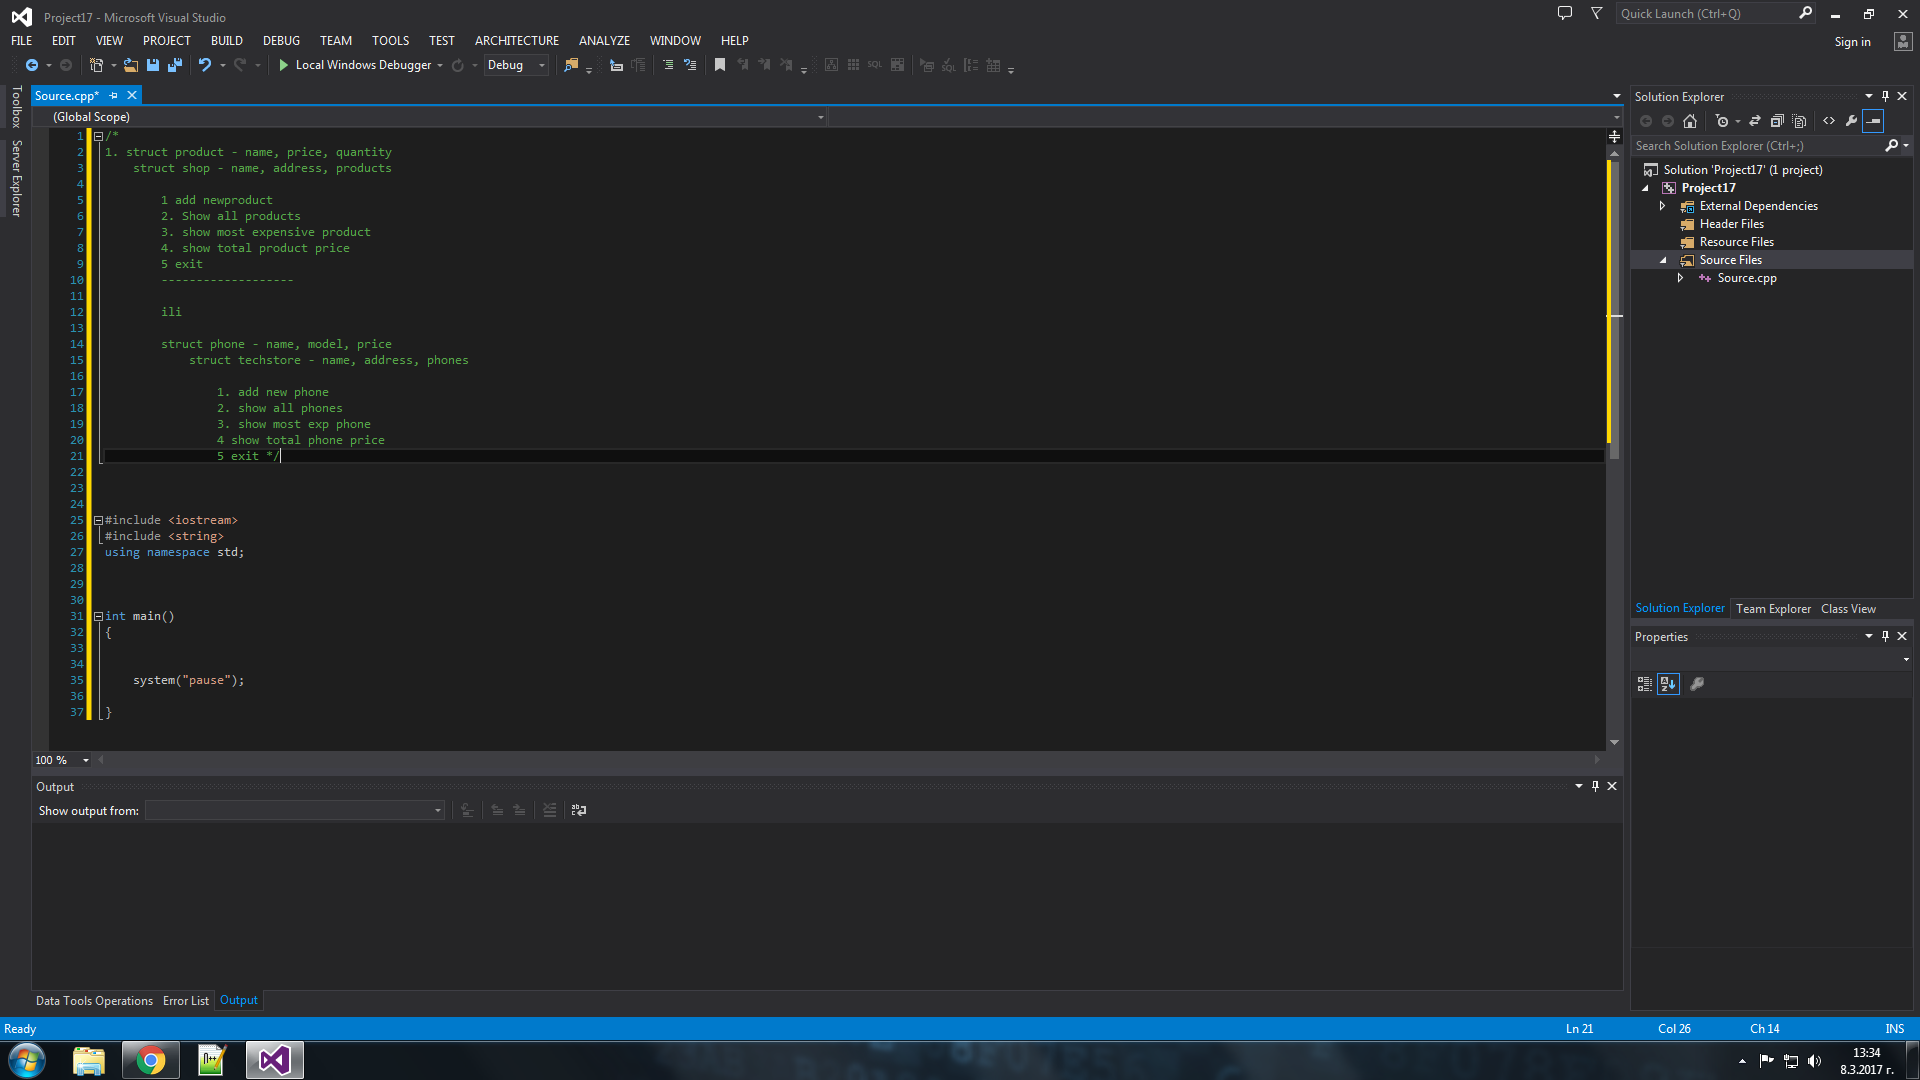 Project17 - Microsoft Visual Studio
Quick Launch (Ctrl+Q)
FILE EDIT VIEW PROJECT BUILD DEBUG TEAM TOOLS TEST ARCHITECTURE ANALYZE WINDOW HELP
Sign in
Local Windows Debugger Debug
Toolbox
Server Explorer
Source.cpp*
(Global Scope)
1 /*
2 1. struct product - name, price, quantity
3 struct shop - name, address, products
4
5 1 add newproduct
6 2. Show all products
7 3. show most expensive product
8 4. show total product price
9 5 exit
10 -------------------
11
12 ili
13
14 struct phone - name, model, price
15 struct techstore - name, address, phones
16
17 1. add new phone
18 2. show all phones
19 3. show most exp phone
20 4 show total phone price
21 5 exit */
22
23
24
25 #include <iostream>
26 #include <string>
27 using namespace std;
28
29
30
31 int main()
32 {
33
34
35 system("pause");
36
37 }
100 %
Output
Show output from:
Data Tools Operations Error List Output
Solution Explorer
Search Solution Explorer (Ctrl+;)
Solution 'Project17' (1 project)
Project17
External Dependencies
Header Files
Resource Files
Source Files
Source.cpp
Solution Explorer Team Explorer Class View
Properties
Ready Ln 21 Col 26 Ch 14 INS
13:34
8.3.2017 г.